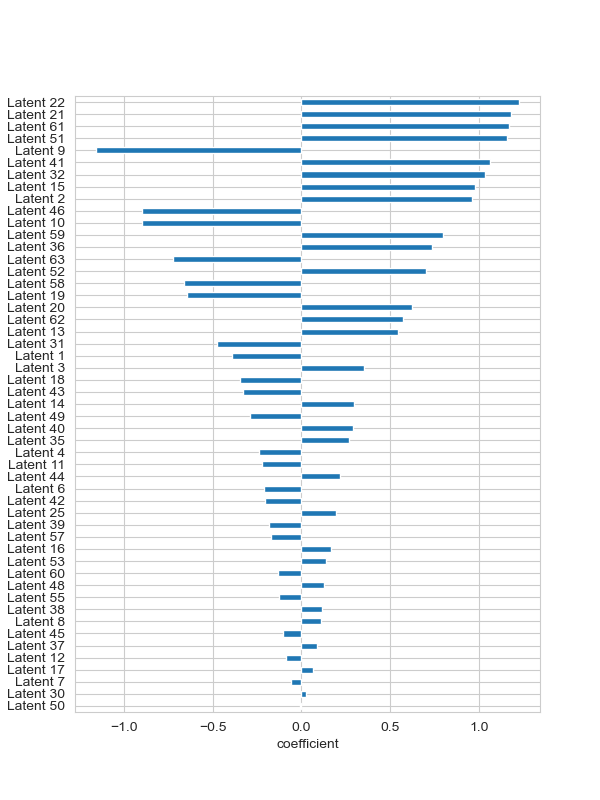 Latent 22
Latent 21
Latent 61
Latent 51
Latent 9
Latent 41
Latent 32
Latent 15
Latent 2
Latent 46
Latent 10
Latent 59
Latent 36
Latent 63
Latent 52
Latent 58
Latent 19
Latent 20
Latent 62
Latent 13
Latent 31
Latent 1
Latent 3
Latent 18
Latent 43
Latent 14
Latent 49
Latent 40
Latent 35
Latent 4
Latent 11
Latent 44
Latent 6
Latent 42
Latent 25
Latent 39
Latent 57
Latent 16
Latent 53
Latent 60
Latent 48
Latent 55
Latent 38
Latent 8
Latent 45
Latent 37
Latent 12
Latent 17
Latent 7
Latent 30
Latent 50
−1.0 −0.5 0.0 0.5 1.0
coefficient